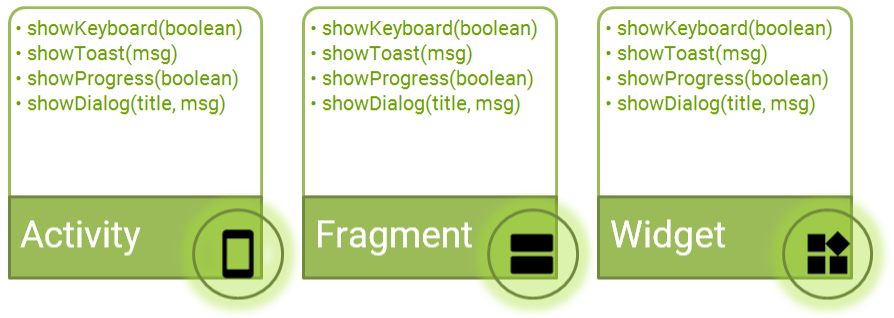 • showKeyboard(boolean)
• showToast(msg)
• showProgress(boolean)
• showDialog(title, msg)
Activity
• showKeyboard(boolean)
• showToast(msg)
• showProgress(boolean)
• showDialog(title, msg)
Fragment
• showKeyboard(boolean)
• showToast(msg)
• showProgress(boolean)
• showDialog(title, msg)
Widget